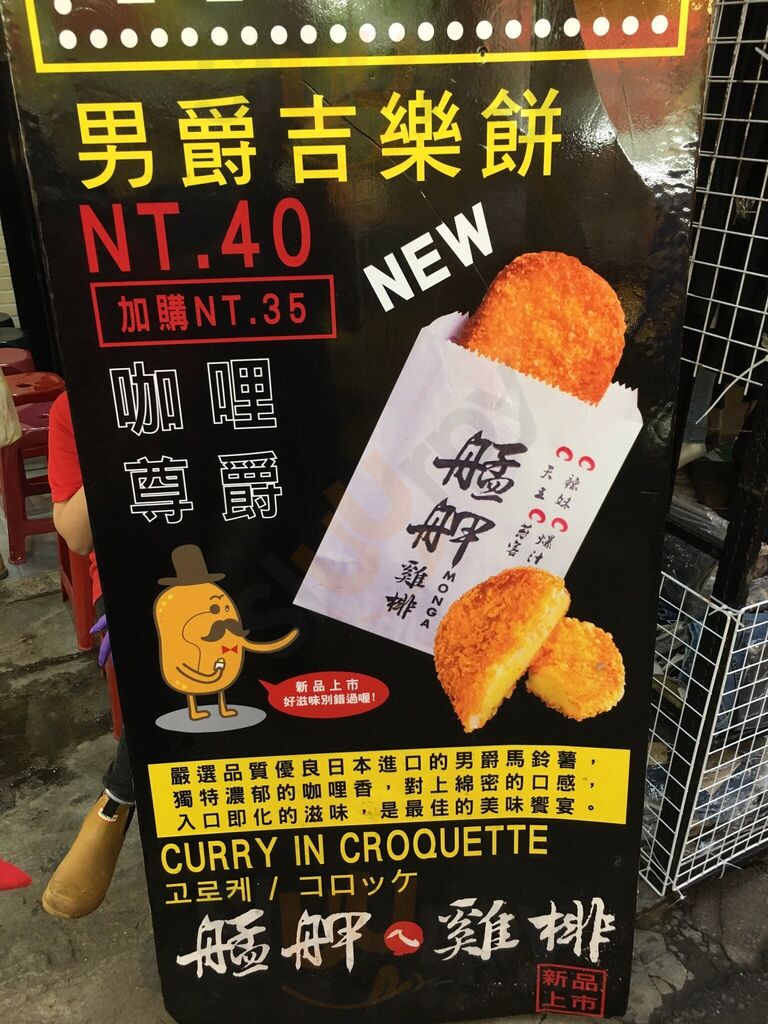 男爵吉樂餅
NT.40
加購NT.35
NEW
咖哩
尊爵
艋舺
雞排
MONGA
辣妹
天王
爆汁
新品上市
好滋味別錯過喔!
嚴選品質優良日本進口的男爵馬鈴薯,
獨特濃郁的咖哩香,對上綿密的口感,
入口即化的滋味,是最佳的美味饗宴。
CURRY IN CROQUETTE
고로케 / コロッケ
艋舺雞排
新品
上市